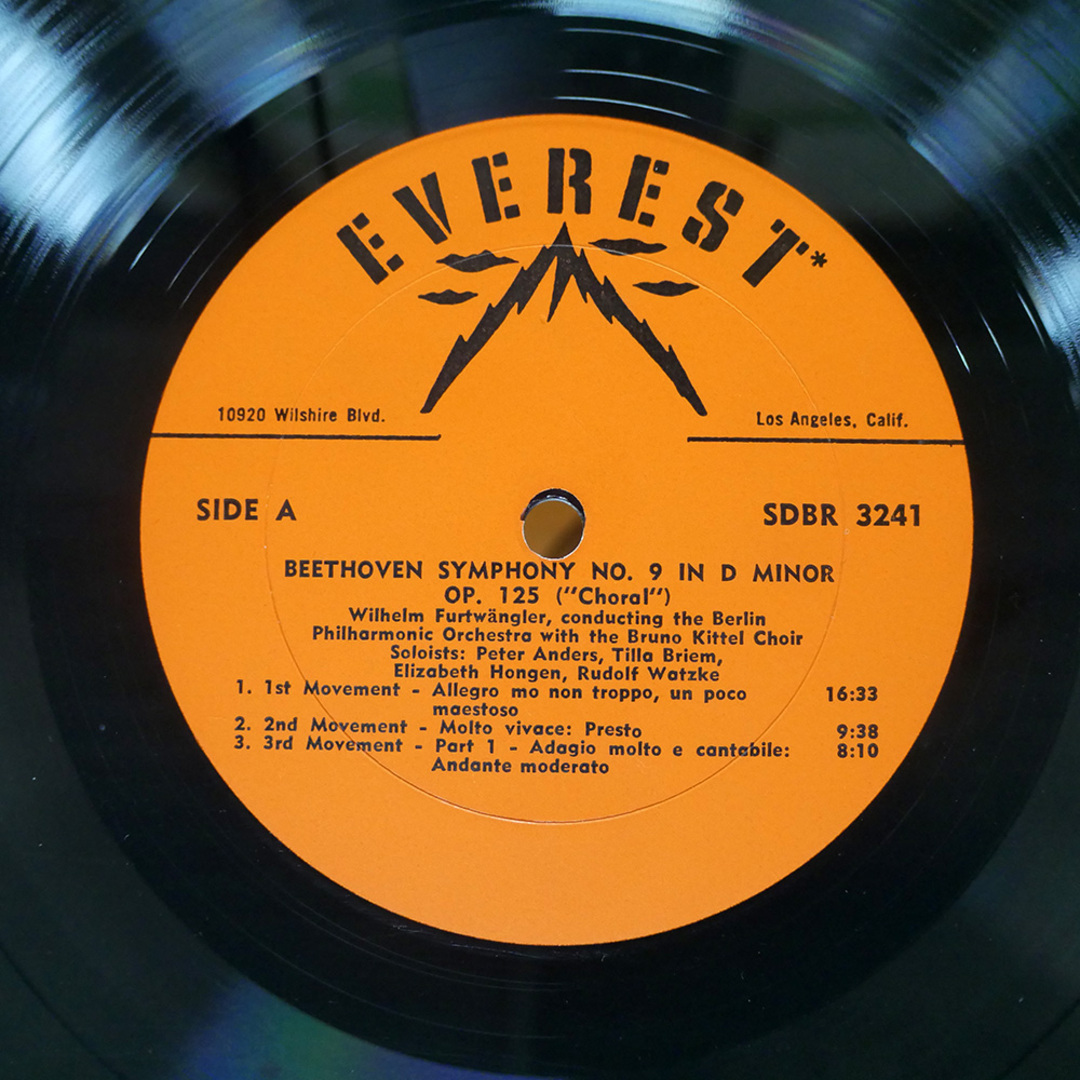 EVEREST*
10920 Wilshire Blvd.
Los Angeles, Calif.
SIDE A
SDBR 3241
BEETHOVEN SYMPHONY NO. 9 IN D MINOR
OP. 125 ("Choral")
Wilhelm Furtwängler, conducting the Berlin
Philharmonic Orchestra with the Bruno Kittel Choir
Soloists: Peter Anders, Tilla Briem,
Elizabeth Hongen, Rudolf Watzke
1. 1st Movement - Allegro mo non troppo, un poco 16:33
maestoso
2. 2nd Movement - Molto vivace: Presto 9:38
3. 3rd Movement - Part 1 - Adagio molto e cantabile: 8:10
Andante moderato